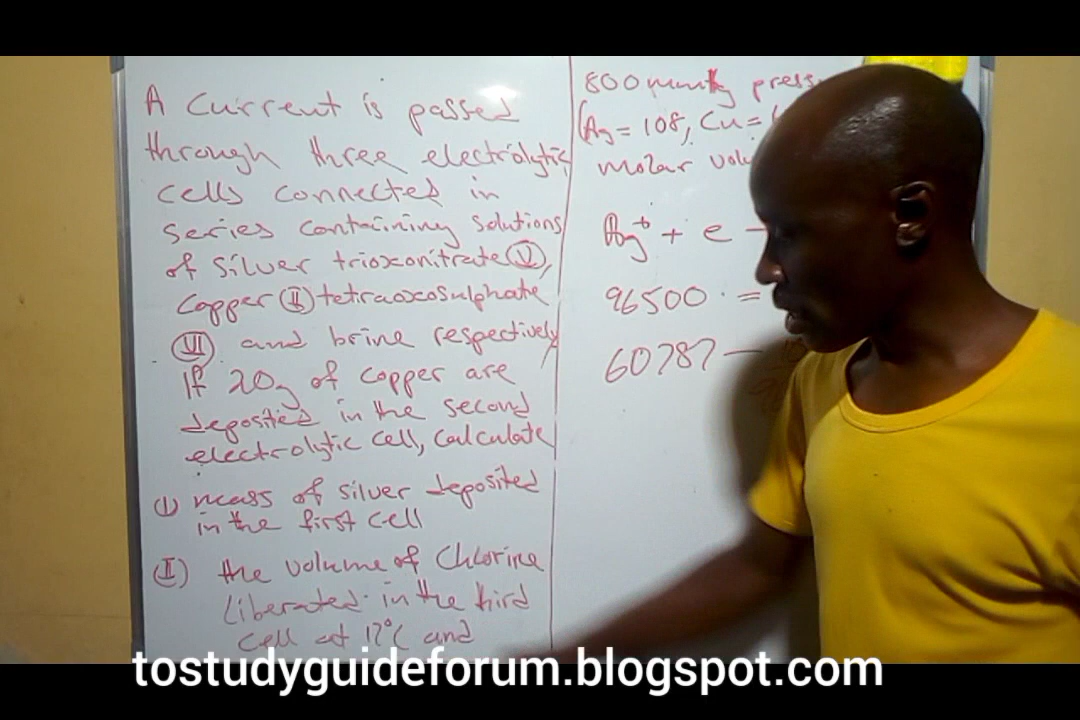 A current is passed
through three electrolytic
cells connected in
series containing solutions
of silver trioxonitrate (V),
Copper (II) tetraoxosulphate
(VI) and brine respectively
If 20g of copper are
deposited in the second
electrolytic cell, calculate
(I) mass of silver deposited
in the first cell
(II) the volume of chlorine
liberated in the third
cell at 17°C and
800mmHg press
(Ag = 108, Cu =
molar volu
Ag+ + e -
96500 =
60787 —
tostudyguideforum.blogspot.com